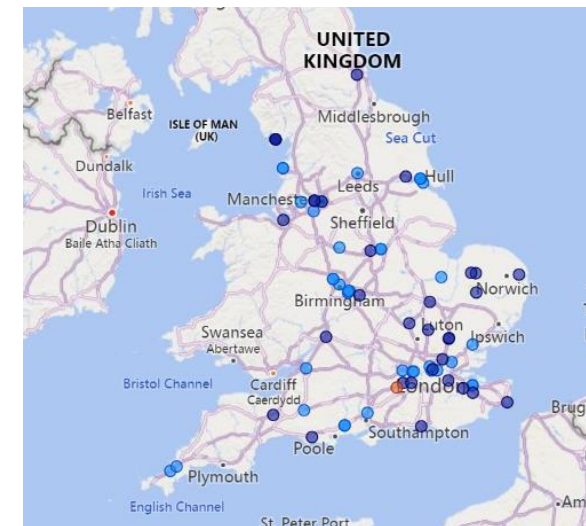 UNITED
KINGDOM
Belfast
ISLE OF MAN
(UK)
Middlesbrough
Sea Cut
Dundalk
Irish Sea
Leeds
Hull
Manchester
Dublin
Baile Atha Cliath
Sheffield
Norwich
Birmingham
Swansea
Abertawe
Luton
Ipswich
Bristol Channel
Cardiff
Caerdydd
London
Brug
Southampton
Poole
Plymouth
English Channel
Am
St. Peter Port